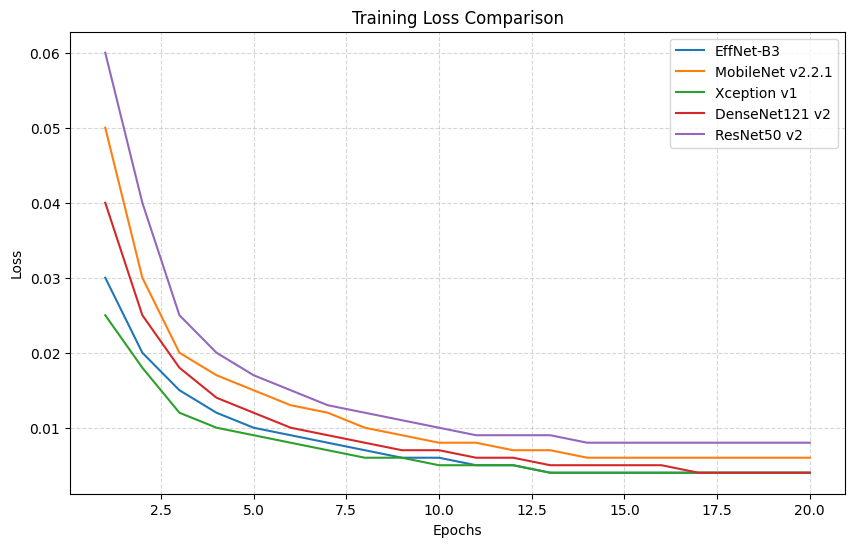 Training Loss Comparison
EffNet-B3
MobileNet v2.2.1
Xception v1
DenseNet121 v2
ResNet50 v2
Loss
0.06
0.05
0.04
0.03
0.02
0.01
2.5 5.0 7.5 10.0 12.5 15.0 17.5 20.0
Epochs